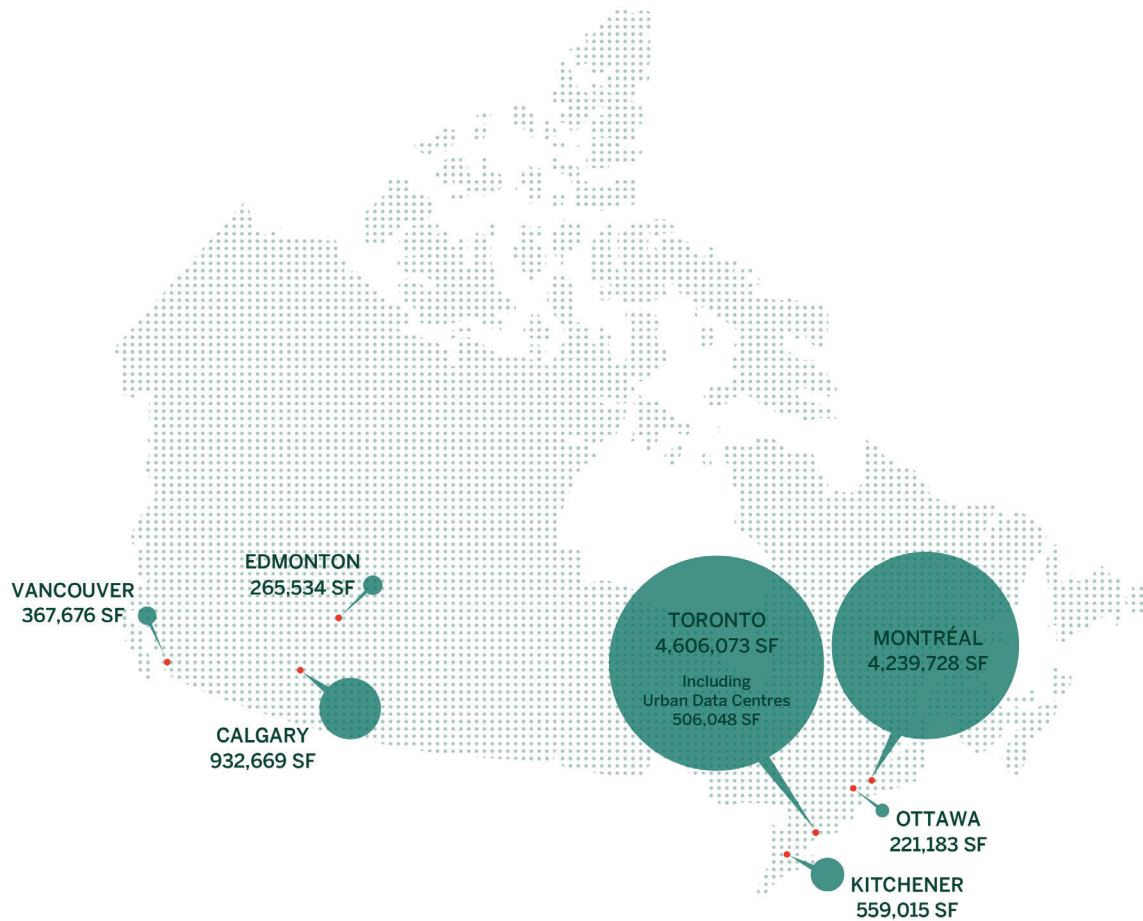 EDMONTON
265,534 SF
VANCOUVER
367,676 SF
CALGARY
932,669 SF
TORONTO
4,606,073 SF
Including
Urban Data Centres
506,048 SF
MONTRÉAL
4,239,728 SF
OTTAWA
221,183 SF
KITCHENER
559,015 SF